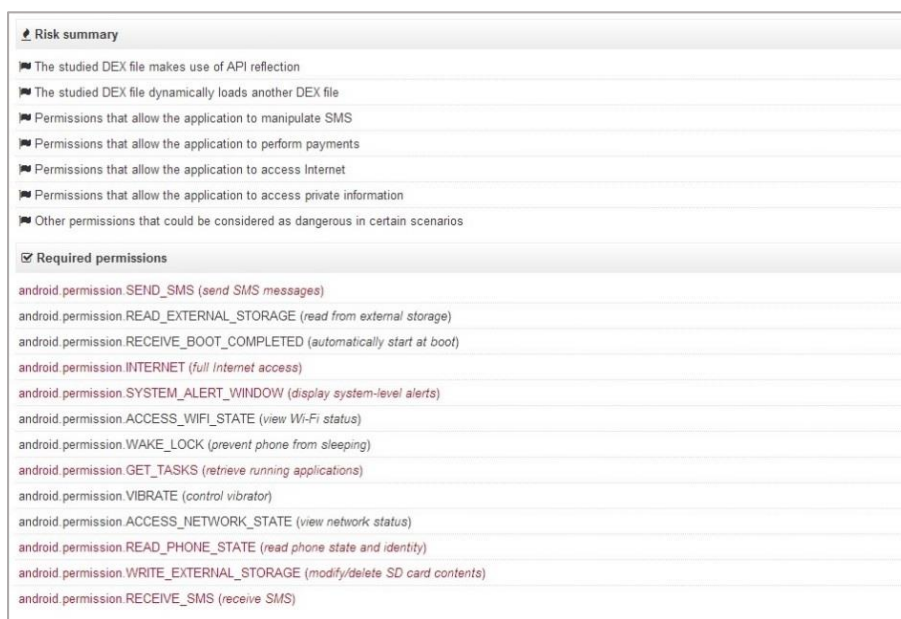 Risk summary
The studied DEX file makes use of API reflection
The studied DEX file dynamically loads another DEX file
Permissions that allow the application to manipulate SMS
Permissions that allow the application to perform payments
Permissions that allow the application to access Internet
Permissions that allow the application to access private information
Other permissions that could be considered as dangerous in certain scenarios
Required permissions
android.permission.SEND_SMS (send SMS messages)
android.permission.READ_EXTERNAL_STORAGE (read from external storage)
android.permission.RECEIVE_BOOT_COMPLETED (automatically start at boot)
android.permission.INTERNET (full Internet access)
android.permission.SYSTEM_ALERT_WINDOW (display system-level alerts)
android.permission.ACCESS_WIFI_STATE (view Wi-Fi status)
android.permission.WAKE_LOCK (prevent phone from sleeping)
android.permission.GET_TASKS (retrieve running applications)
android.permission.VIBRATE (control vibrator)
android.permission.ACCESS_NETWORK_STATE (view network status)
android.permission.READ_PHONE_STATE (read phone state and identity)
android.permission.WRITE_EXTERNAL_STORAGE (modify/delete SD card contents)
android.permission.RECEIVE_SMS (receive SMS)